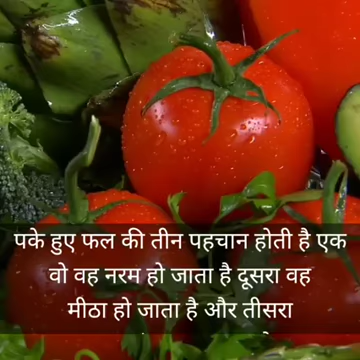 पके हुए फल की तीन पहचान होती है एक
वो वह नरम हो जाता है दूसरा वह
मीठा हो जाता है और तीसरा